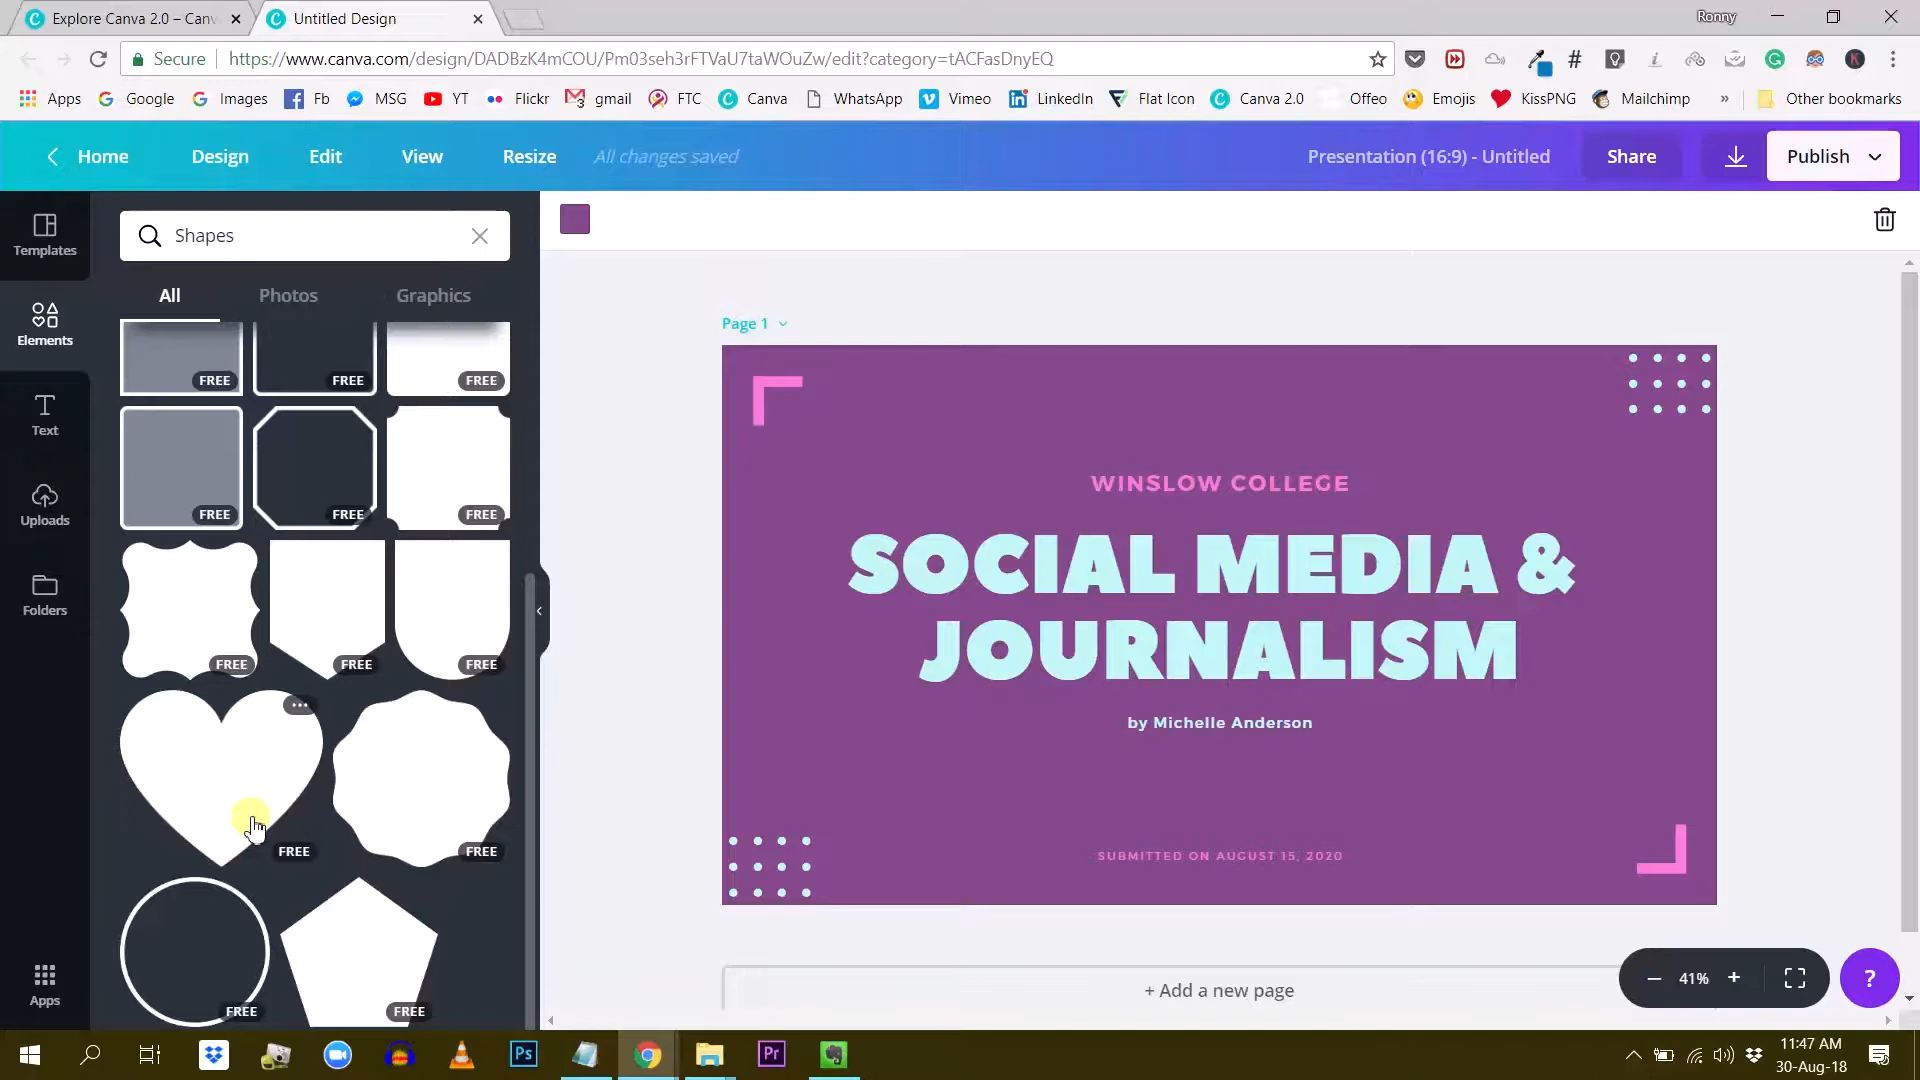 Explore Canva 2.0 – Canv
Untitled Design
Ronny
Secure
https://www.canva.com/design/DADBzK4mCOU/Pm03seh3rFTVaU7taWOuZw/edit?category=tACFasDnyEQ
Apps
Google
Images
Fb
MSG
YT
Flickr
gmail
FTC
Canva
WhatsApp
Vimeo
LinkedIn
Flat Icon
Canva 2.0
Offeo
Emojis
KissPNG
Mailchimp
»
Other bookmarks
Home
Design
Edit
View
Resize
All changes saved
Presentation (16:9) - Untitled
Share
Publish
Templates
Elements
Text
Uploads
Folders
Apps
Shapes
All
Photos
Graphics
FREE
FREE
FREE
FREE
FREE
FREE
FREE
FREE
FREE
FREE
FREE
FREE
FREE
Page 1
WINSLOW COLLEGE
SOCIAL MEDIA &
JOURNALISM
by Michelle Anderson
SUBMITTED ON AUGUST 15, 2020
+ Add a new page
41%
?
Ps
Pr
11:47 AM
30-Aug-18